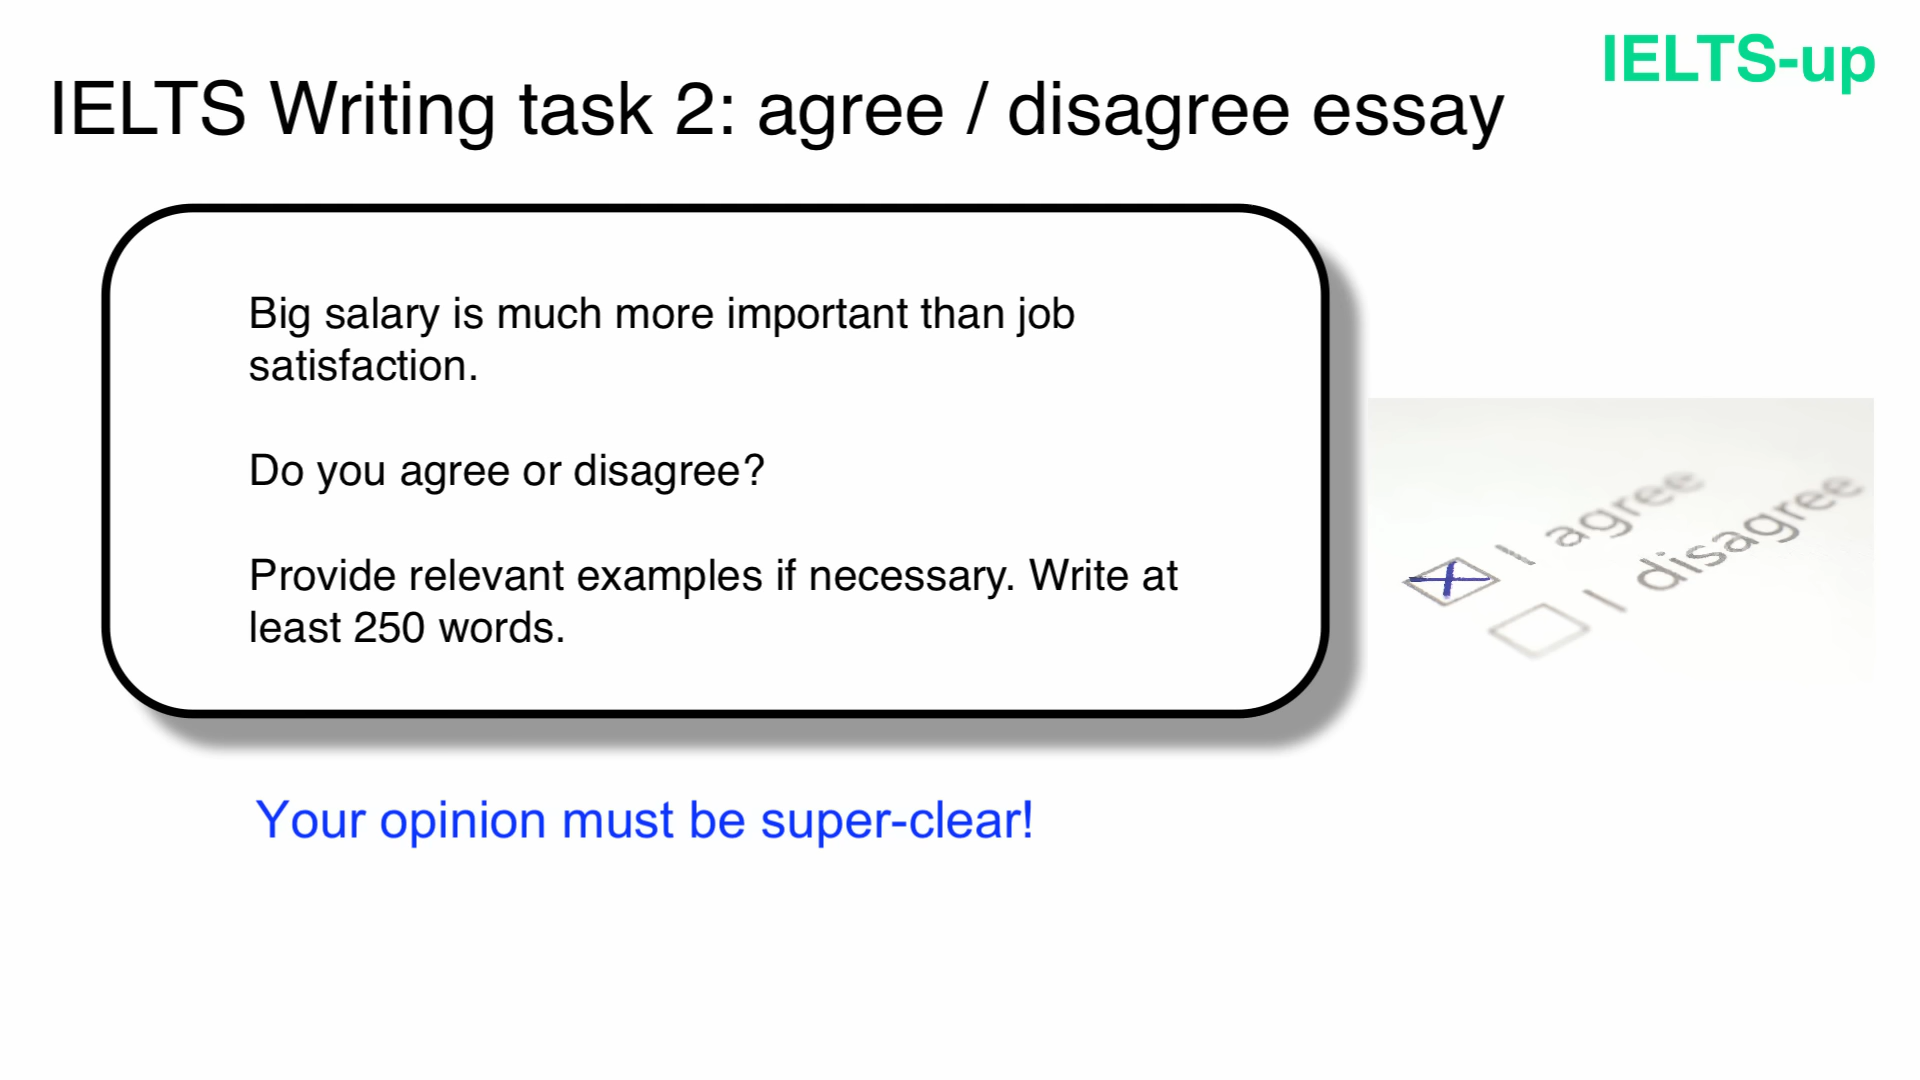 IELTS-up
IELTS Writing task 2: agree / disagree essay
Big salary is much more important than job
satisfaction.
Do you agree or disagree?
Provide relevant examples if necessary. Write at
least 250 words.
I agree
I disagree
Your opinion must be super-clear!